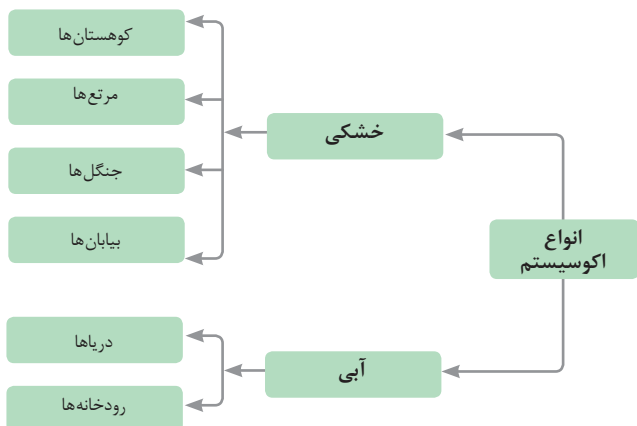 انواع
اکوسیستم
خشکی
کوهستان‌ها
مرتع‌ها
جنگل‌ها
بیابان‌ها
آبی
دریاها
رودخانه‌ها